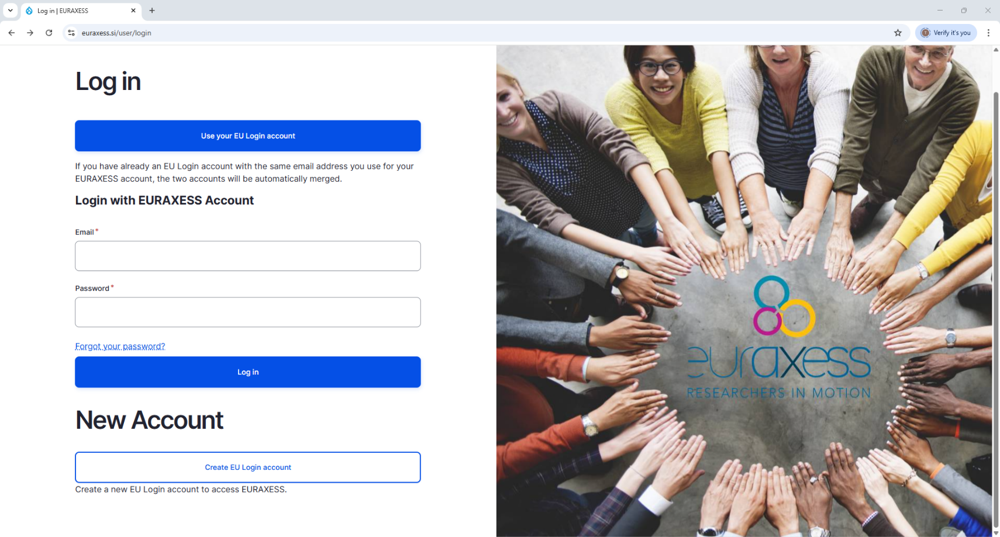 Log in | EURAXESS
euraxess.si/user/login
Verify it's you
Log in
Use your EU Login account
If you have already an EU Login account with the same email address you use for your
EURAXESS account, the two accounts will be automatically merged.
Login with EURAXESS Account
Email *
Password *
Forgot your password?
Log in
New Account
Create EU Login account
Create a new EU Login account to access EURAXESS.
euraxess
RESEARCHERS IN MOTION